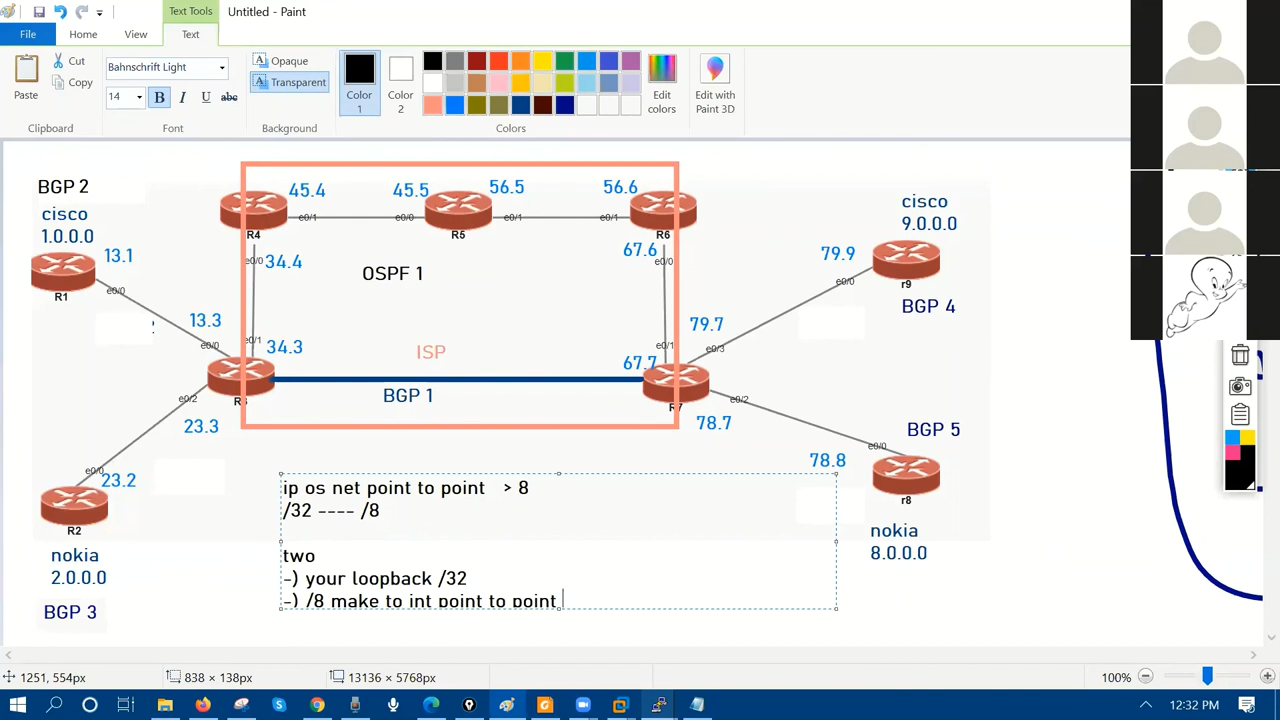 Text Tools
Untitled - Paint
File
Home
View
Text
Paste
Cut
Copy
Clipboard
Bahnschrift Light
14
B
I
U
abc
Font
Opaque
Transparent
Background
Color
1
Color
2
Edit
colors
Edit with
Paint 3D
Colors
BGP 2
cisco
1.0.0.0
13.1
e0/0
R1
13.3
e0/0
R4
45.4
e0/1
45.5
e0/0
R5
56.5
e0/1
56.6
e0/1
R6
e0/0
34.4
OSPF 1
67.6
e0/0
ISP
e0/1
34.3
BGP 1
67.7
e0/1
R7
e0/2
23.3
e0/0
23.2
R2
nokia
2.0.0.0
BGP 3
79.7
e0/3
79.9
e0/0
cisco
9.0.0.0
r9
BGP 4
e0/2
78.7
BGP 5
e0/0
78.8
r8
nokia
8.0.0.0
ip os net point to point > 8
/32 ---- /8
two
-) your loopback /32
-) /8 make to int point to point
1251, 554px
838 × 138px
13136 × 5768px
100%
12:32 PM